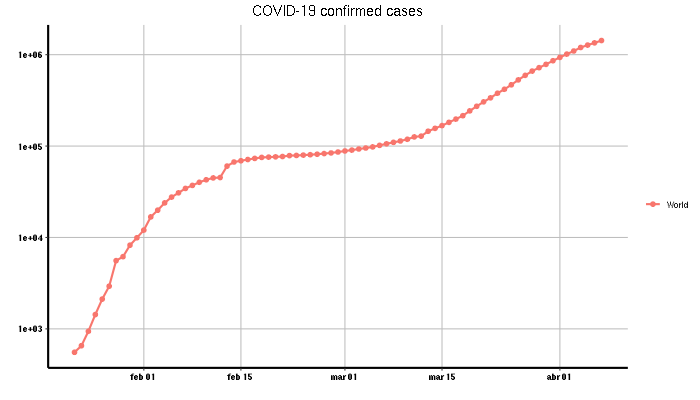 COVID-19 confirmed cases
1e+06
1e+05
1e+04
1e+03
feb 01 feb 15 mar 01 mar 15 abr 01
World